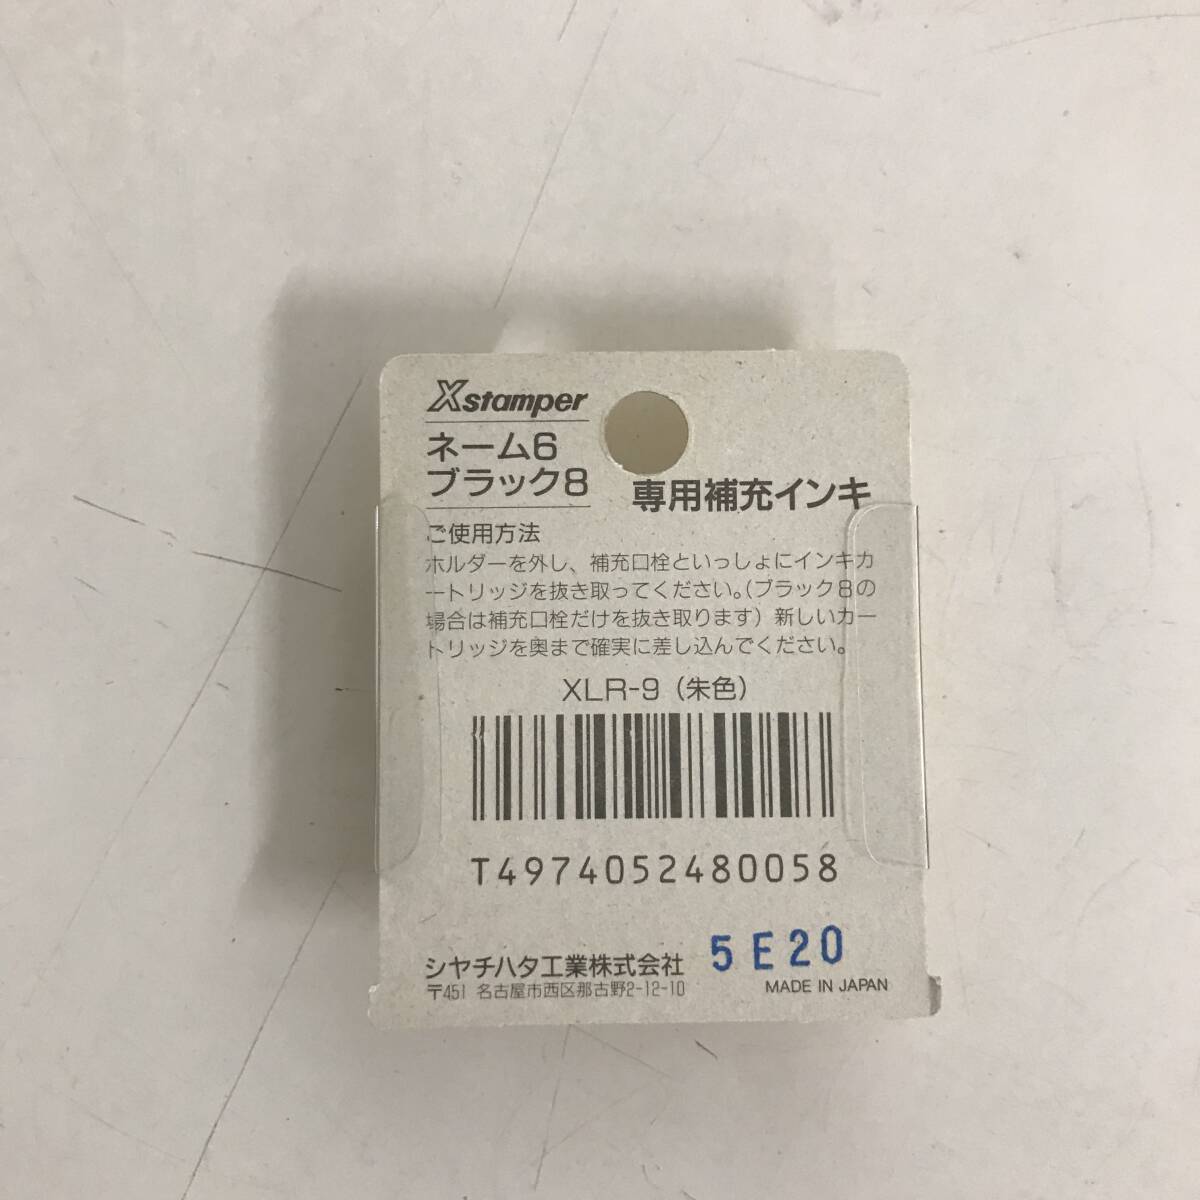 Xstamper
ネーム6
ブラック8
専用補充インキ
ご使用方法
ホルダーを外し、補充口栓といっしょにインキカ
ートリッジを抜き取ってください。(ブラック8の
場合は補充口栓だけを抜き取ります)新しいカー
トリッジを奥まで確実に差し込んでください。
XLR-9(朱色)
T4974052480058
5E20
シヤチハタ工業株式会社
〒451 名古屋市西区那古野2-12-10
MADE IN JAPAN